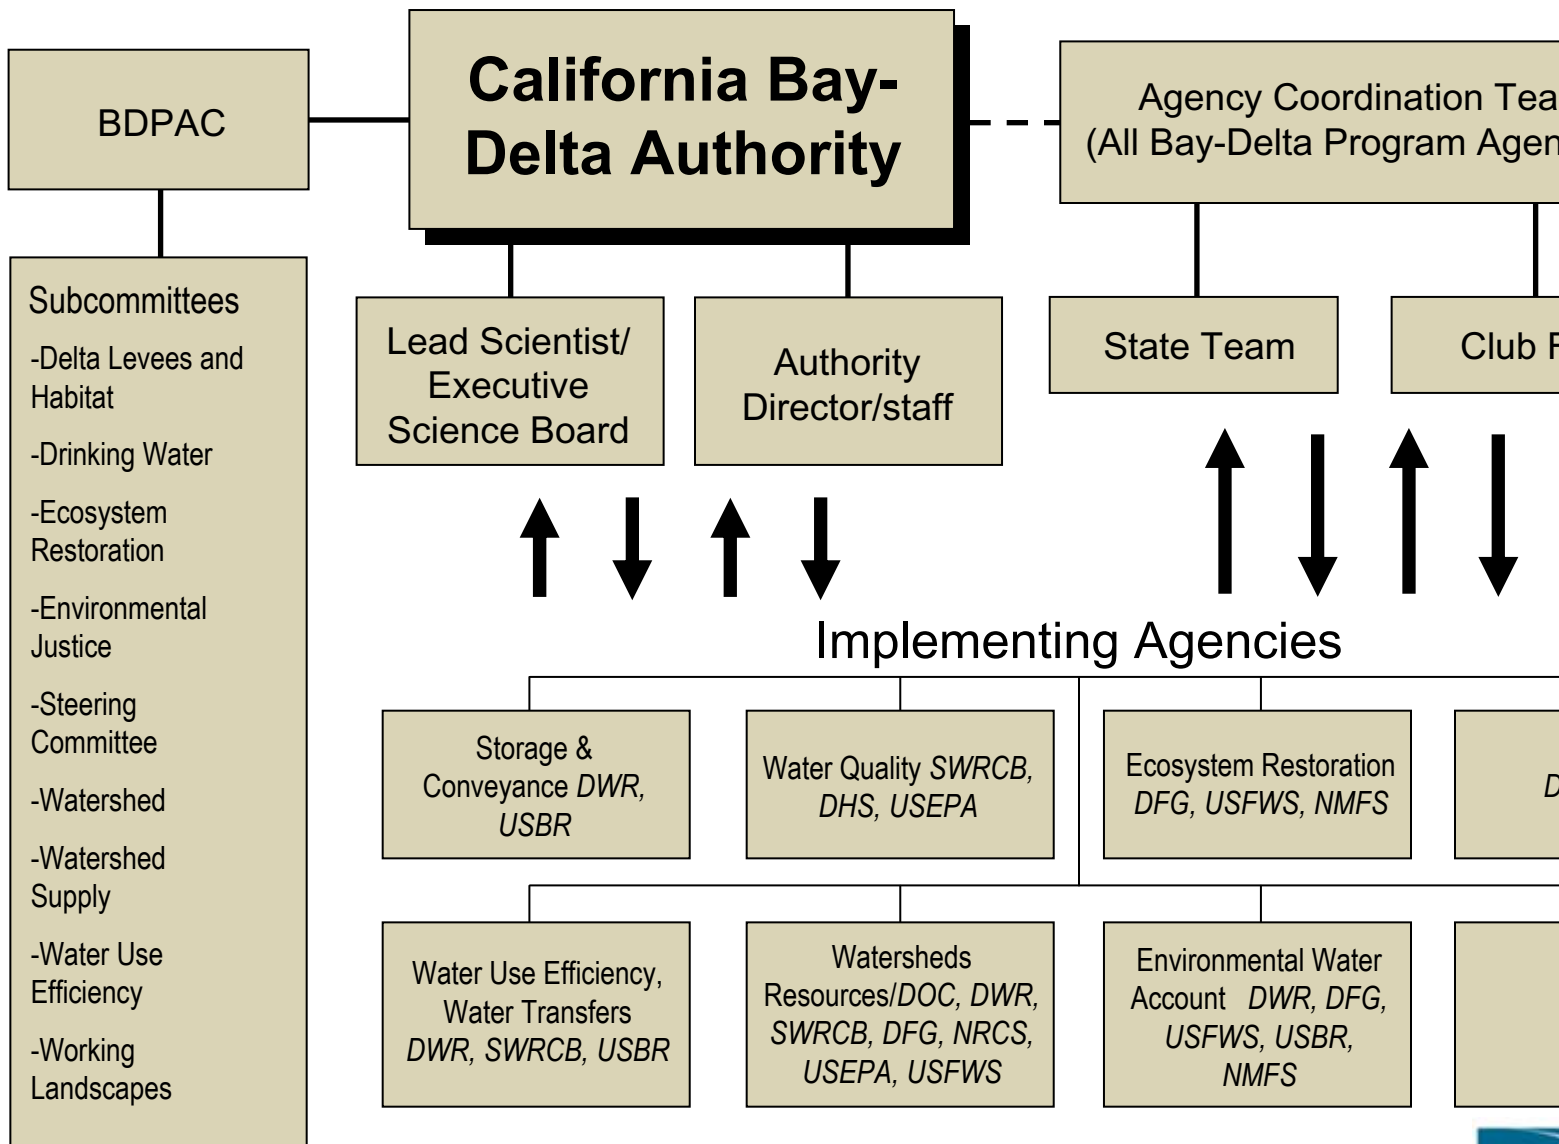 BDPAC
California Bay-
Delta Authority
Agency Coordination
(All Bay-Delta Program
Subcommittees
-Delta Levees and
Habitat
-Drinking Water
-Ecosystem
Restoration
-Environmental
Justice
-Steering
Committee
-Watershed
-Watershed
Supply
-Water Use
Efficiency
-Working
Landscapes
Lead Scientist/
Executive
Science Board
Authority
Director/staff
State Team
Club
Implementing Agencies
Storage &
Conveyance DWR,
USBR
Water Quality SWRCB,
DHS, USEPA
Ecosystem Restoration
DFG, USFWS, NMFS
Water Use Efficiency,
Water Transfers
DWR, SWRCB, USBR
Watersheds
Resources/DOC, DWR,
SWRCB, DFG, NRCS,
USEPA, USFWS
Environmental Water
Account DWR, DFG,
USFWS, USBR,
NMFS